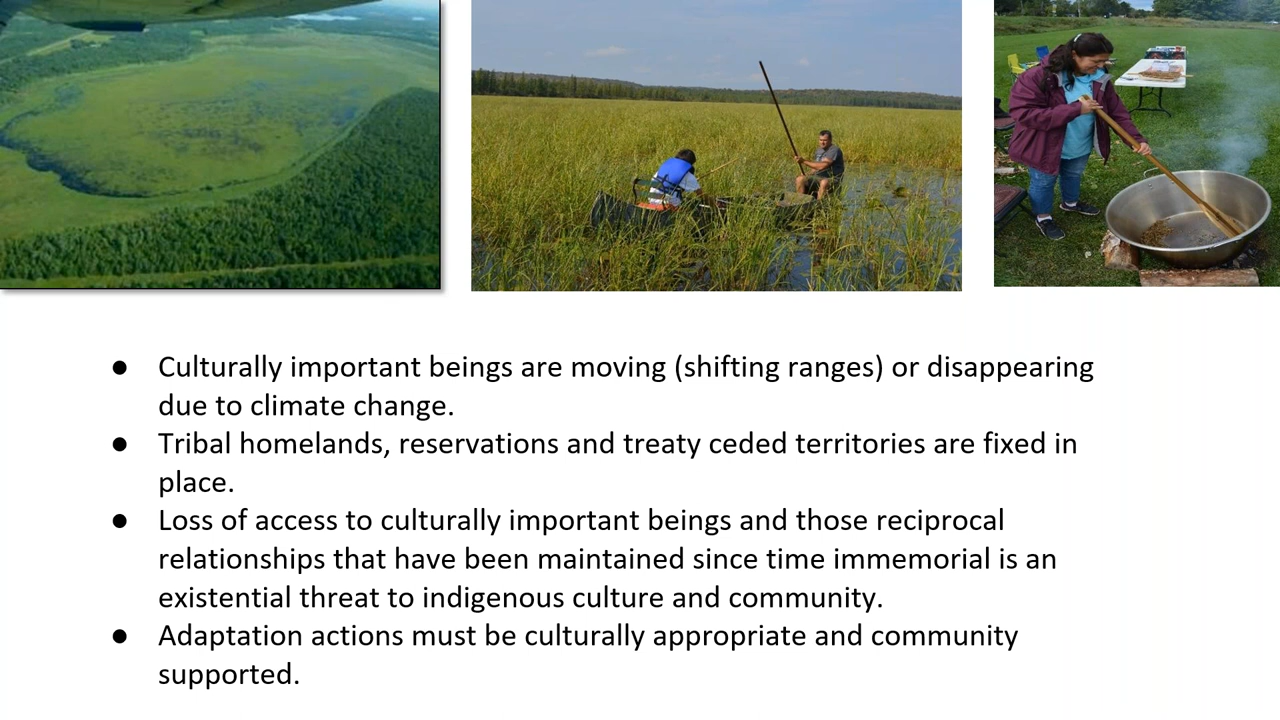 ● Culturally important beings are moving (shifting ranges) or disappearing
due to climate change.
● Tribal homelands, reservations and treaty ceded territories are fixed in
place.
● Loss of access to culturally important beings and those reciprocal
relationships that have been maintained since time immemorial is an
existential threat to indigenous culture and community.
● Adaptation actions must be culturally appropriate and community
supported.